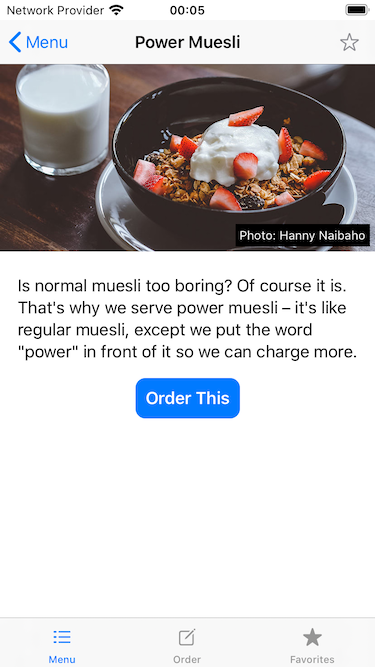 Network Provider 00:05
Menu Power Muesli
Photo: Hanny Naibaho
Is normal muesli too boring? Of course it is.
That's why we serve power muesli – it's like
regular muesli, except we put the word
"power" in front of it so we can charge more.
Order This
Menu Order Favorites